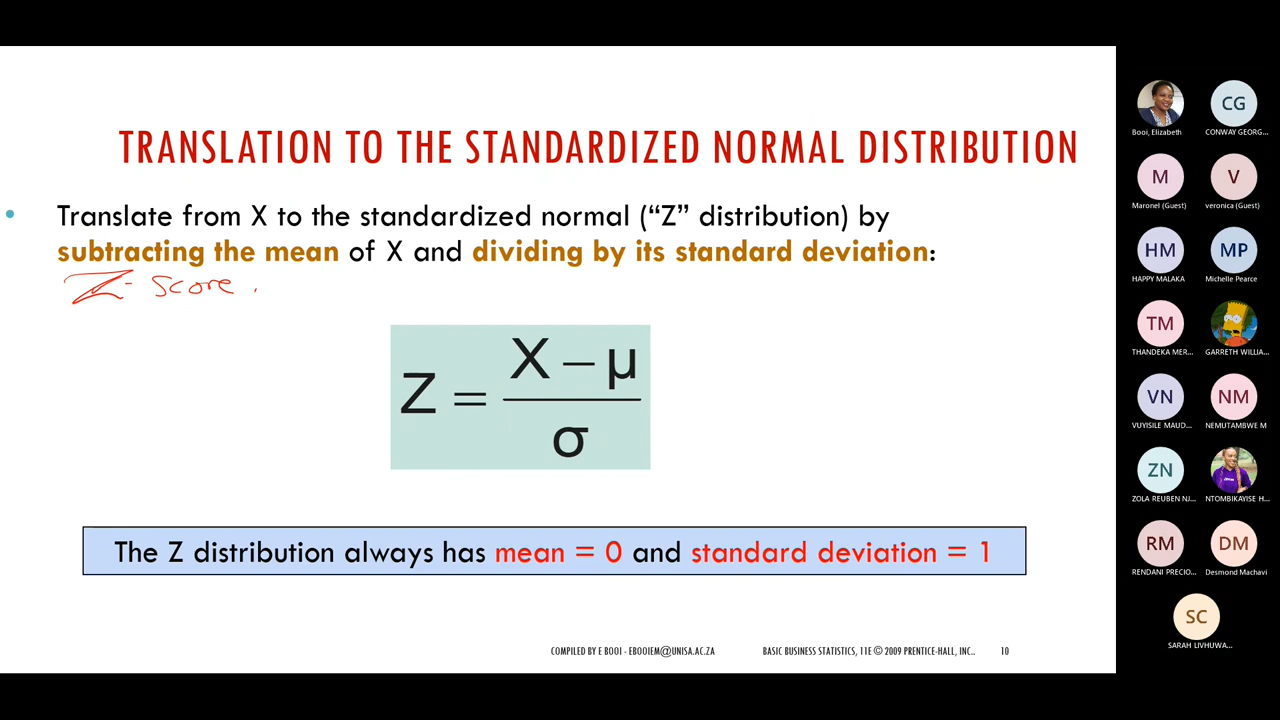 TRANSLATION TO THE STANDARDIZED NORMAL DISTRIBUTION
• Translate from X to the standardized normal (“Z” distribution) by
subtracting the mean of X and dividing by its standard deviation:
Z - score .
Z = (X – μ) / σ
The Z distribution always has mean = 0 and standard deviation = 1
COMPILED BY E BOOI - EBOOIEM@UNISA.AC.ZA BASIC BUSINESS STATISTICS, 11E © 2009 PRENTICE-HALL, INC.. 10
Booi, Elizabeth
CG
CONWAY GEORG...
M
Maronel (Guest)
V
veronica (Guest)
HM
HAPPY MALAKA
MP
Michelle Pearce
TM
THANDEKA MER...
GARRETH WILLIA...
VN
VUYISILE MAUD...
NM
NEMUTAMBWE M
ZN
ZOLA REUBEN NJ...
NTOMBIKAYISE H...
RM
RENDANI PRECIO...
DM
Desmond Machavi
SC
SARAH LIVHUWA...